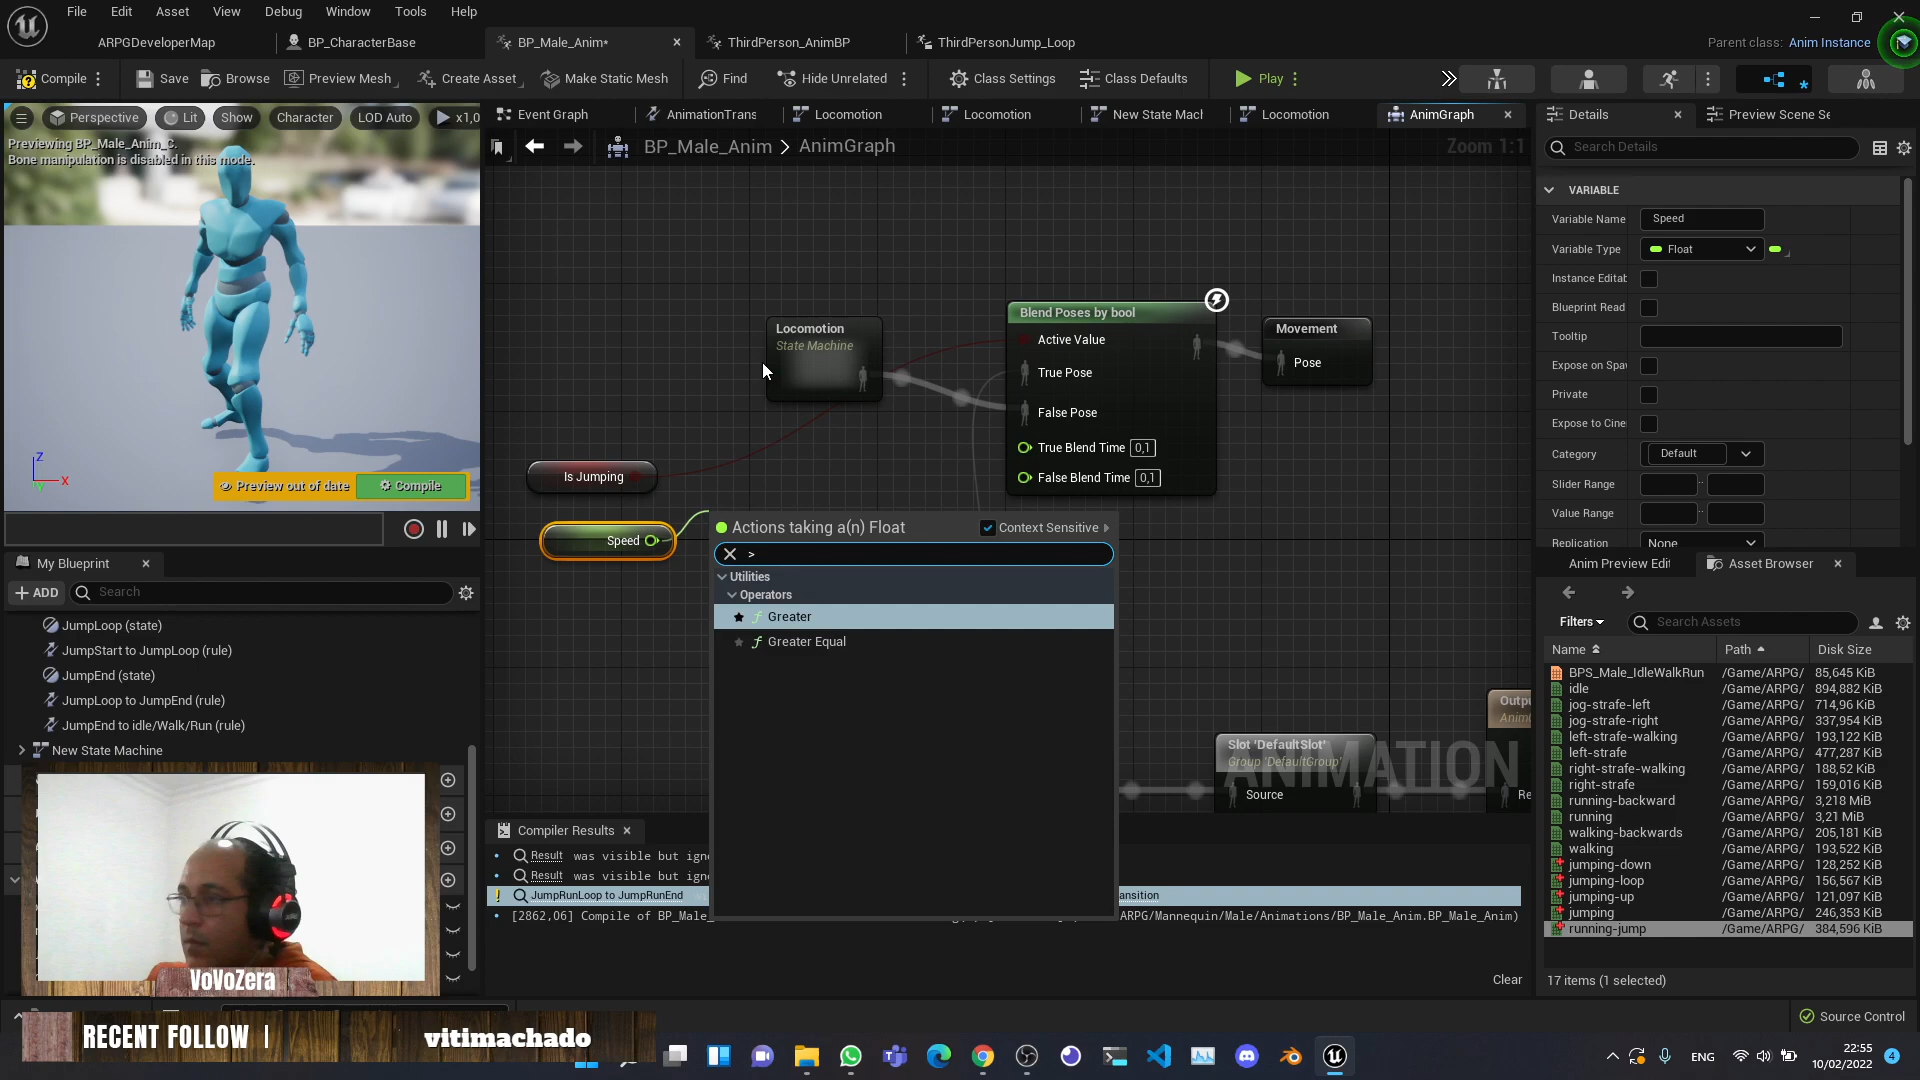 File Edit Asset View Debug Window Tools Help
ARPGDeveloperMap BP_CharacterBase BP_Male_Anim* ThirdPerson_AnimBP ThirdPersonJump_Loop Parent class: Anim Instance
Compile Save Browse Preview Mesh Create Asset Make Static Mesh Find Hide Unrelated Class Settings Class Defaults Play
Perspective Lit Show Character LOD Auto x1,0
Previewing BP_Male_Anim_C.
Bone manipulation is disabled in this mode.
Z
X
Preview out of date Compile
Event Graph AnimationTrans Locomotion Locomotion New State Macl Locomotion AnimGraph
BP_Male_Anim > AnimGraph Zoom 1:1
Locomotion
State Machine
Blend Poses by bool
Active Value
True Pose
False Pose
True Blend Time 0,1
False Blend Time 0,1
Movement
Pose
Is Jumping
Speed
Actions taking a(n) Float Context Sensitive
>
Utilities
Operators
Greater
Greater Equal
Slot 'DefaultSlot'
Group 'DefaultGroup'
Source
Outpu
AnimG
Re
ANIMATION
My Blueprint
ADD Search
JumpLoop (state)
JumpStart to JumpLoop (rule)
JumpEnd (state)
JumpLoop to JumpEnd (rule)
JumpEnd to idle/Walk/Run (rule)
New State Machine
Compiler Results
Result was visible but ign
Result was visible but ign
JumpRunLoop to JumpRunEnd ansition
[2862,06] Compile of BP_Male_ ARPG/Mannequin/Male/Animations/BP_Male_Anim.BP_Male_Anim)
Clear
Details Preview Scene Se
Search Details
VARIABLE
Variable Name Speed
Variable Type Float
Instance Editab
Blueprint Read
Tooltip
Expose on Spaw
Private
Expose to Cine
Category Default
Slider Range
Value Range
Replication None
Anim Preview Edit Asset Browser
Filters Search Assets
Name Path Disk Size
BPS_Male_IdleWalkRun /Game/ARPG/ 85,645 KiB
idle /Game/ARPG/ 894,882 KiB
jog-strafe-left /Game/ARPG/ 714,96 KiB
jog-strafe-right /Game/ARPG/ 337,954 KiB
left-strafe-walking /Game/ARPG/ 193,122 KiB
left-strafe /Game/ARPG/ 477,287 KiB
right-strafe-walking /Game/ARPG/ 188,52 KiB
right-strafe /Game/ARPG/ 159,016 KiB
running-backward /Game/ARPG/ 3,218 MiB
running /Game/ARPG/ 3,21 MiB
walking-backwards /Game/ARPG/ 205,181 KiB
walking /Game/ARPG/ 193,522 KiB
jumping-down /Game/ARPG/ 128,252 KiB
jumping-loop /Game/ARPG/ 156,567 KiB
jumping-up /Game/ARPG/ 121,097 KiB
jumping /Game/ARPG/ 246,353 KiB
running-jump /Game/ARPG/ 384,596 KiB
17 items (1 selected)
VoVoZera
Source Control
RECENT FOLLOW | vitimachado
ENG 22:55
10/02/2022 4